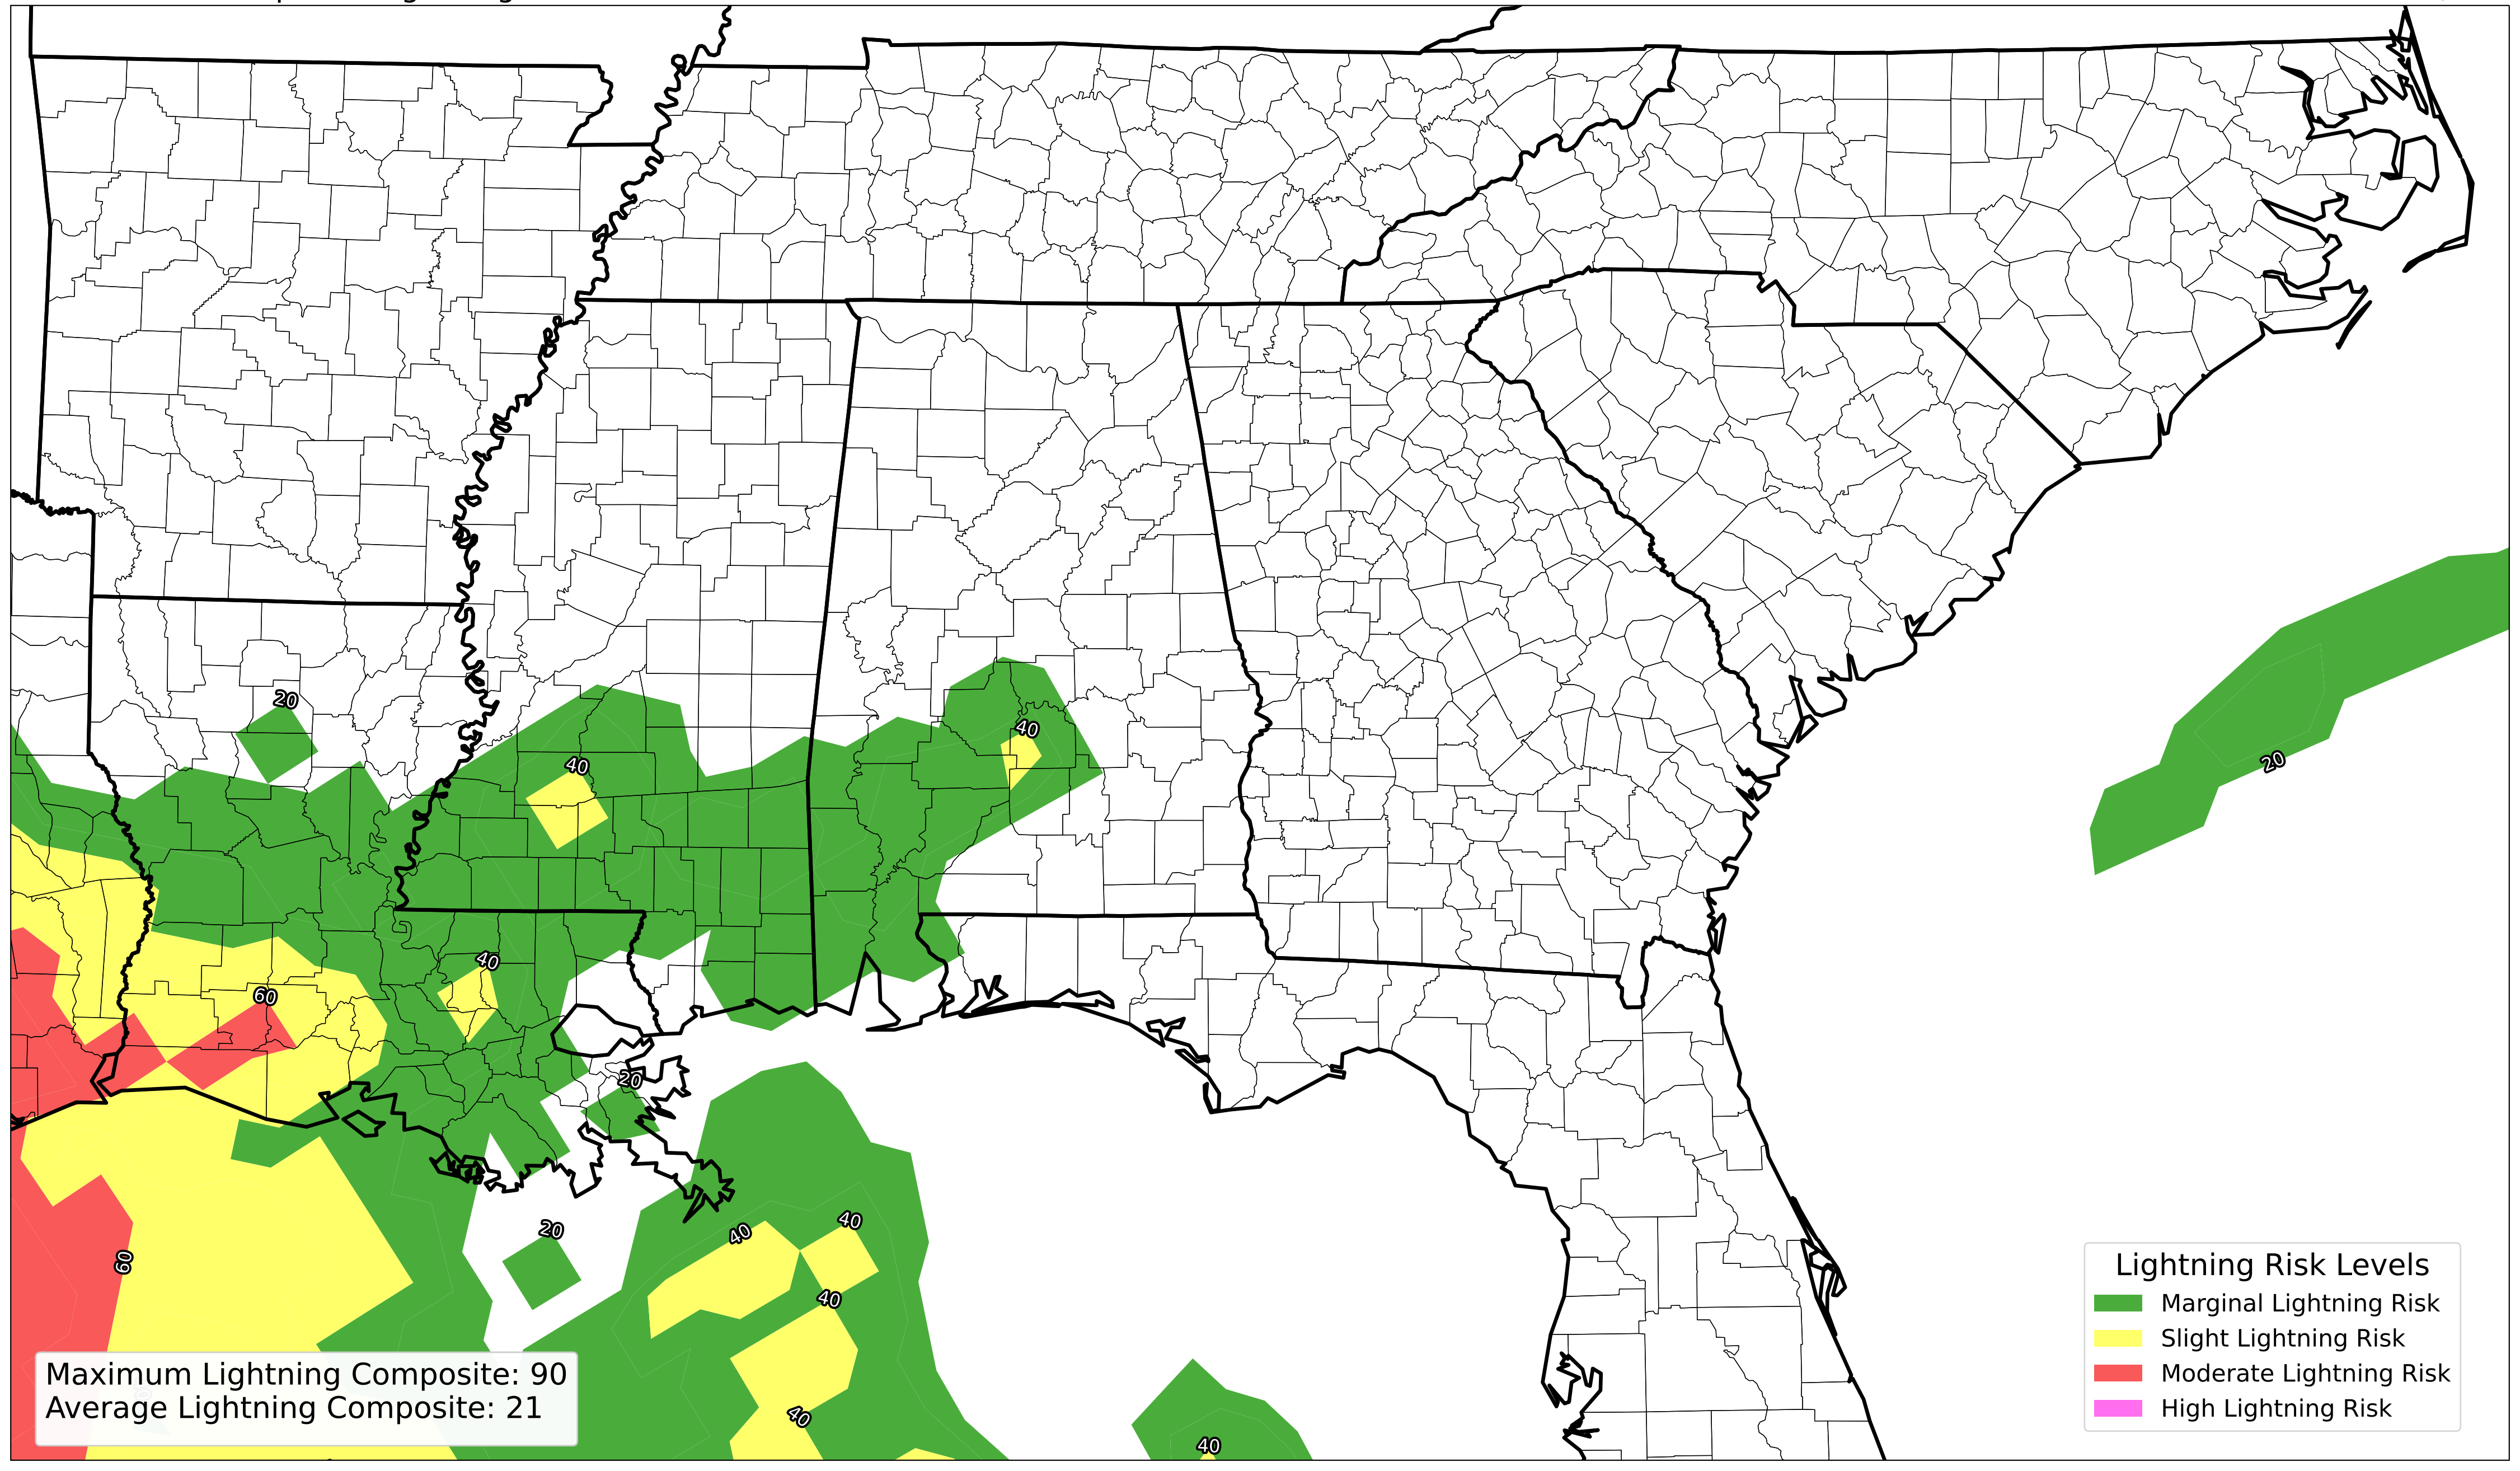 20
40
40
20
40
60
20
20
40
40
60
40
40
40
Lightning Risk Levels
Marginal Lightning Risk
Slight Lightning Risk
Moderate Lightning Risk
High Lightning Risk
Maximum Lightning Composite: 90
Average Lightning Composite: 21